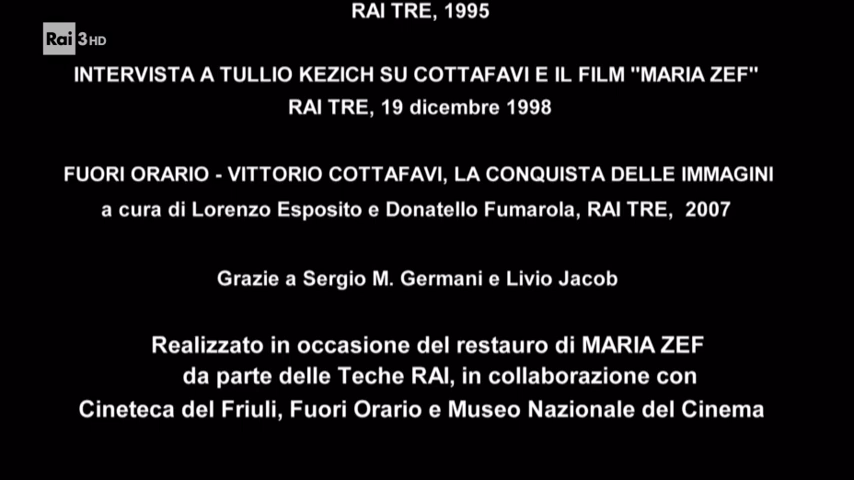 RAI TRE, 1995
Rai 3HD
INTERVISTA A TULLIO KEZICH SU COTTAFAVI E IL FILM "MARIA ZEF"
RAI TRE, 19 dicembre 1998
FUORI ORARIO - VITTORIO COTTAFAVI, LA CONQUISTA DELLE IMMAGINI
a cura di Lorenzo Esposito e Donatello Fumarola, RAI TRE, 2007
Grazie a Sergio M. Germani e Livio Jacob
Realizzato in occasione del restauro di MARIA ZEF
da parte delle Teche RAI, in collaborazione con
Cineteca del Friuli, Fuori Orario e Museo Nazionale del Cinema